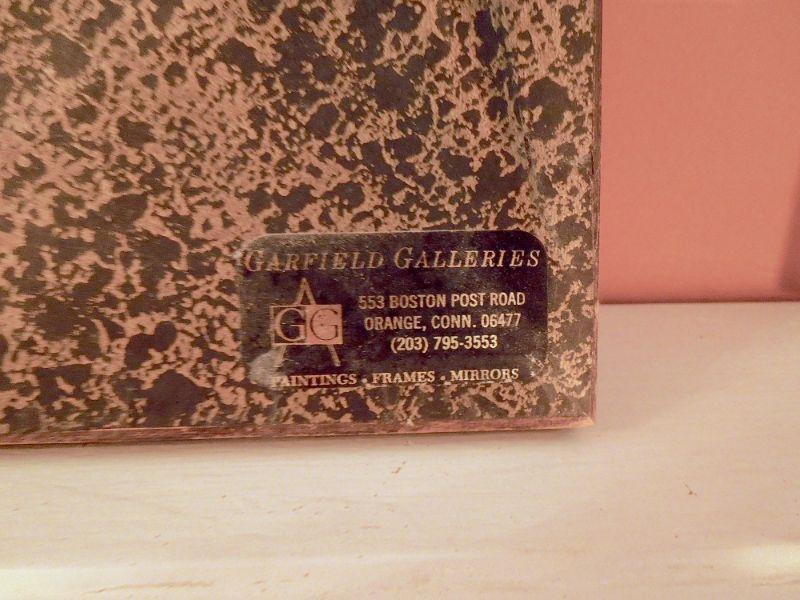 GARFIELD GALLERIES
553 BOSTON POST ROAD
GG
ORANGE, CONN. 06477
(203) 795-3553
PAINTINGS • FRAMES • MIRRORS